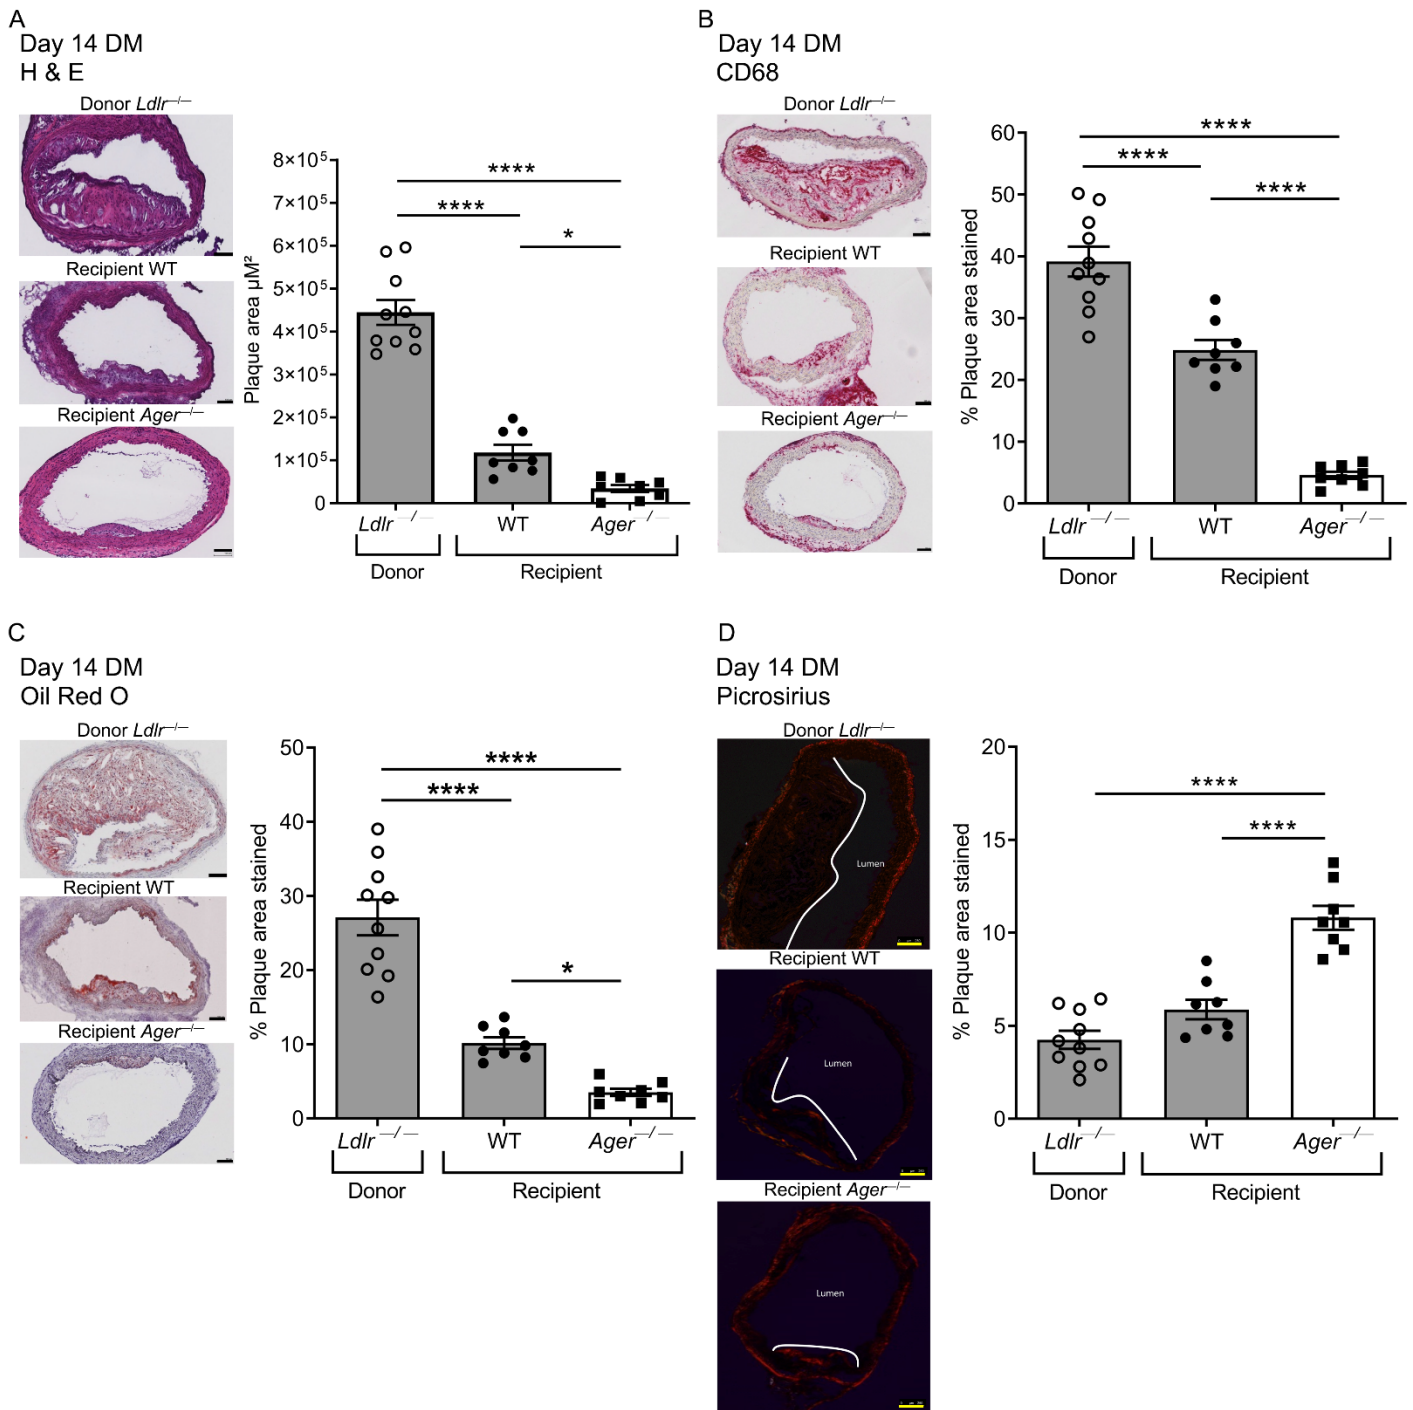 A
Day 14 DM
H & E
Donor Ldlr—/—
Recipient WT
Recipient Ager—/—
Plaque area µM²
8×10⁵
7×10⁵
6×10⁵
5×10⁵
4×10⁵
3×10⁵
2×10⁵
1×10⁵
0
****
****
*
Ldlr—/—
WT
Ager—/—
Donor
Recipient
B
Day 14 DM
CD68
Donor Ldlr—/—
Recipient WT
Recipient Ager—/—
% Plaque area stained
60
50
40
30
20
10
0
****
****
****
Ldlr—/—
WT
Ager—/—
Donor
Recipient
C
Day 14 DM
Oil Red O
Donor Ldlr—/—
Recipient WT
Recipient Ager—/—
% Plaque area stained
50
40
30
20
10
0
****
****
*
Ldlr—/—
WT
Ager—/—
Donor
Recipient
D
Day 14 DM
Picrosirius
Donor Ldlr—/—
Lumen
Recipient WT
Lumen
Recipient Ager—/—
Lumen
% Plaque area stained
20
15
10
5
0
****
****
Ldlr—/—
WT
Ager—/—
Donor
Recipient